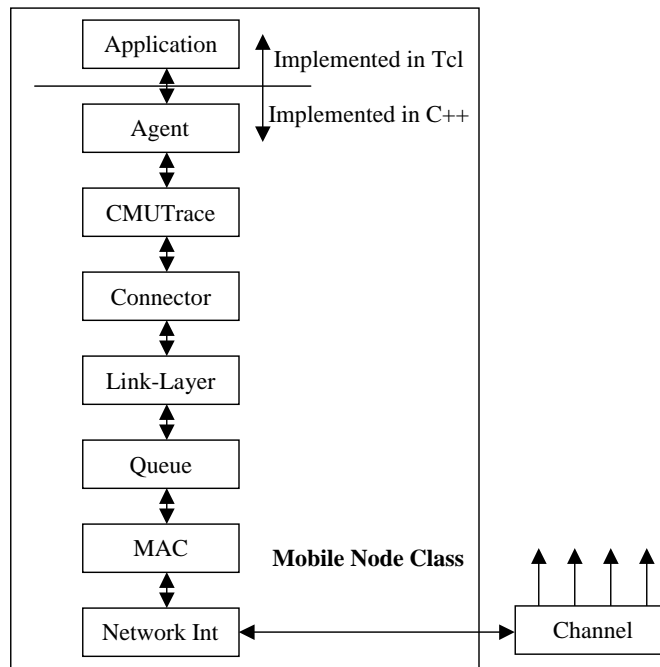 Application
Implemented in Tcl
Implemented in C++
Agent
CMUTrace
Connector
Link-Layer
Queue
MAC
Mobile Node Class
Network Int
Channel